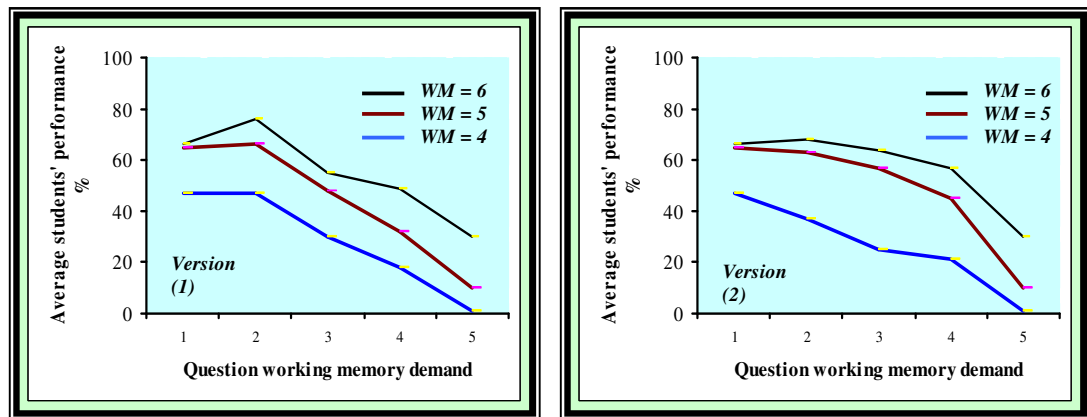 Average students' performance
%
100
80
60
40
20
0
WM = 6
WM = 5
WM = 4
Version
(1)
1 2 3 4 5
Question working memory demand
Average students' performance
%
100
80
60
40
20
0
WM = 6
WM = 5
WM = 4
Version
(2)
1 2 3 4 5
Question working memory demand